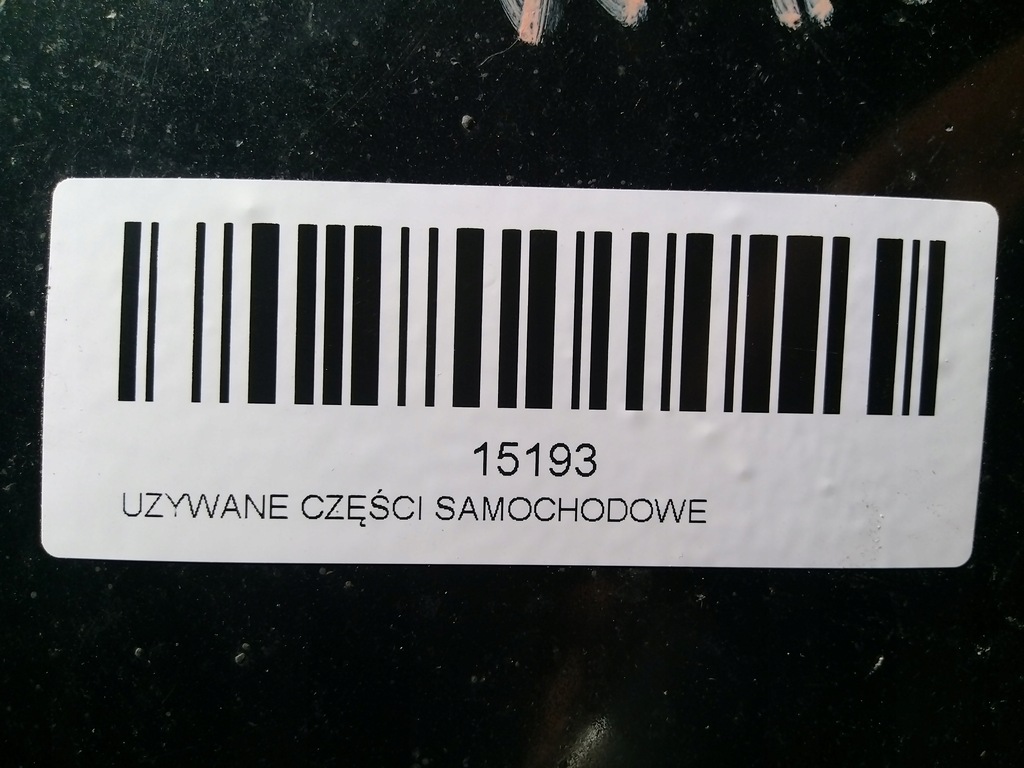 15193
UZYWANE CZĘŚCI SAMOCHODOWE